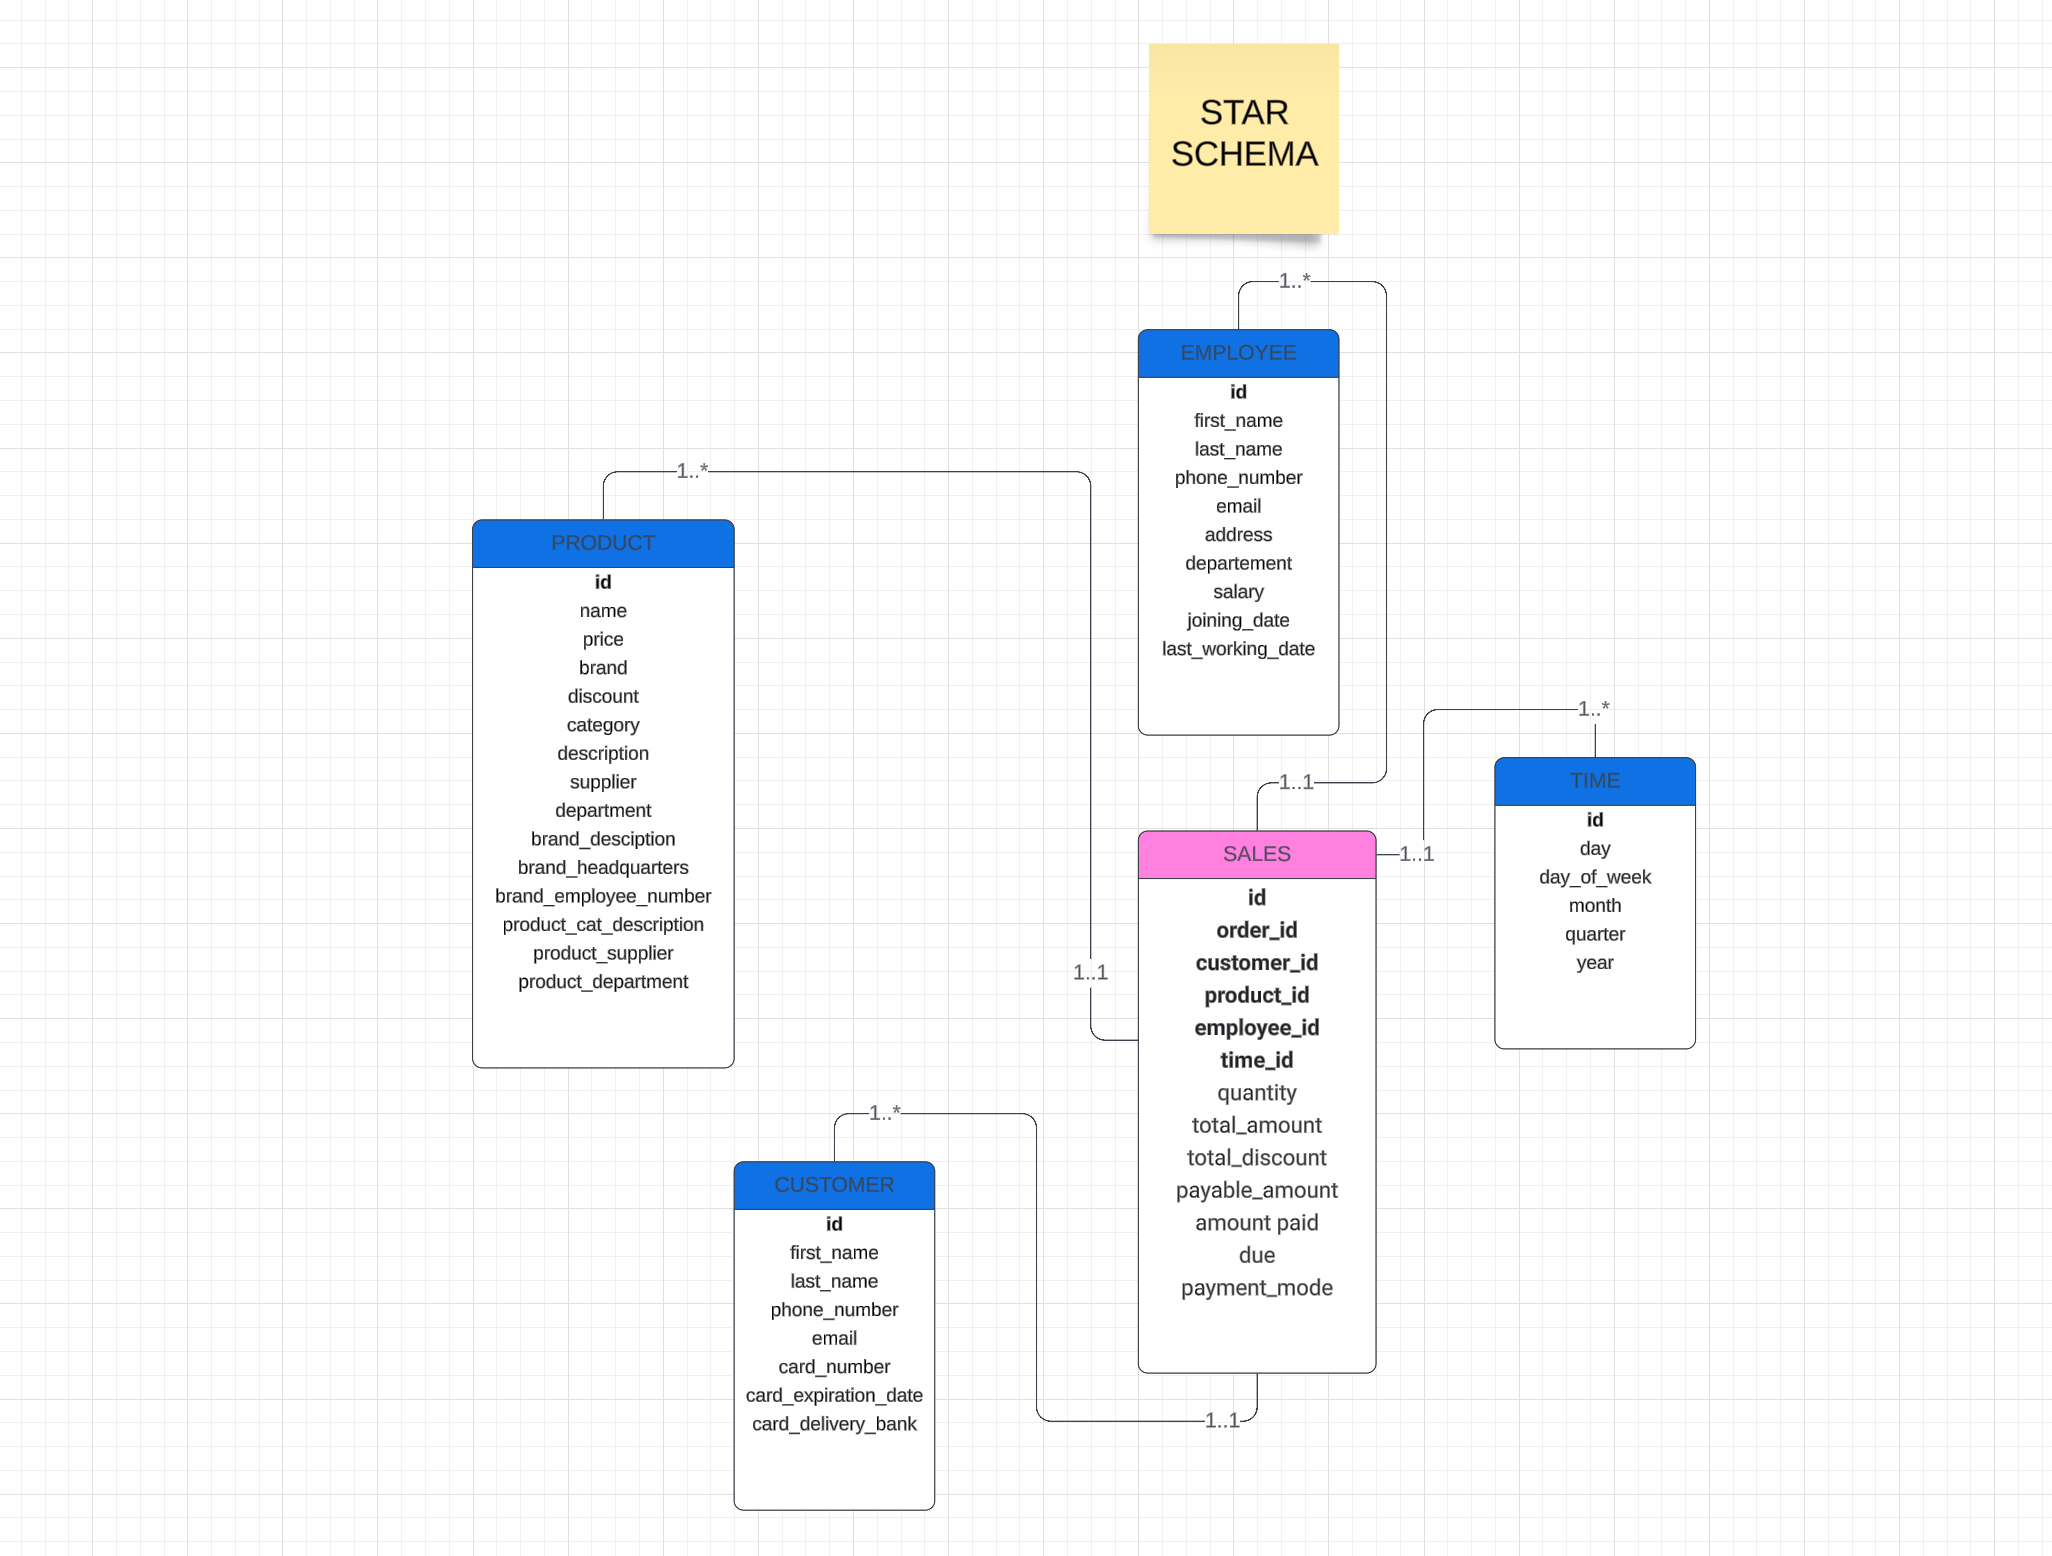 STAR
SCHEMA
1..*
EMPLOYEE
id
first_name
last_name
phone_number
email
address
departement
salary
joining_date
last_working_date
1..*
PRODUCT
id
name
price
brand
discount
category
description
supplier
department
brand_desciption
brand_headquarters
brand_employee_number
product_cat_description
product_supplier
product_department
1..*
TIME
id
day
day_of_week
month
quarter
year
1..1
1..1
1..1
SALES
id
order_id
customer_id
product_id
employee_id
time_id
quantity
total_amount
total_discount
payable_amount
amount paid
due
payment_mode
1..*
CUSTOMER
id
first_name
last_name
phone_number
email
card_number
card_expiration_date
card_delivery_bank
1..1